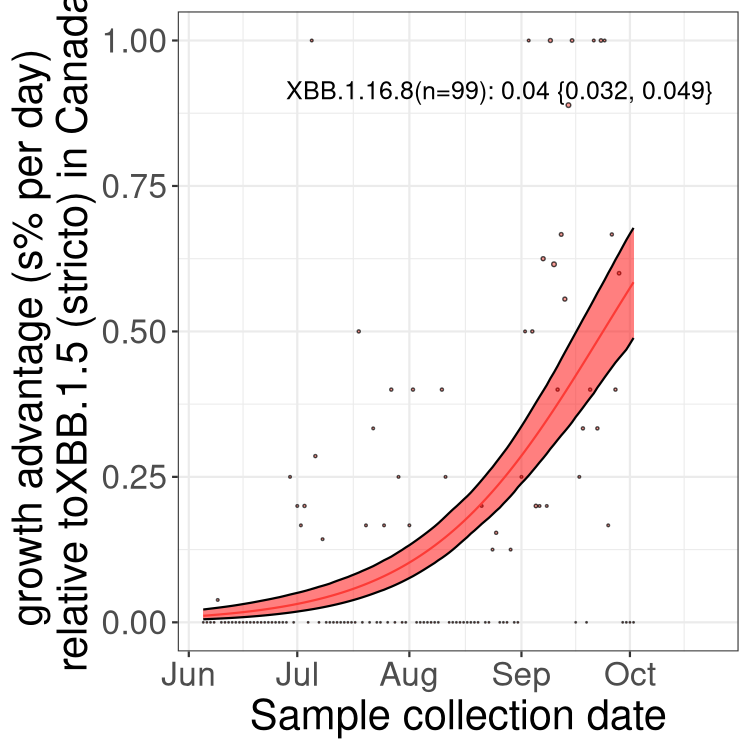 growth advantage (s% per day)
relative toXBB.1.5 (stricto) in Canada
1.00
XBB.1.16.8(n=99): 0.04 {0.032, 0.049}
0.75
0.50
0.25
0.00
Jun Jul Aug Sep Oct
Sample collection date